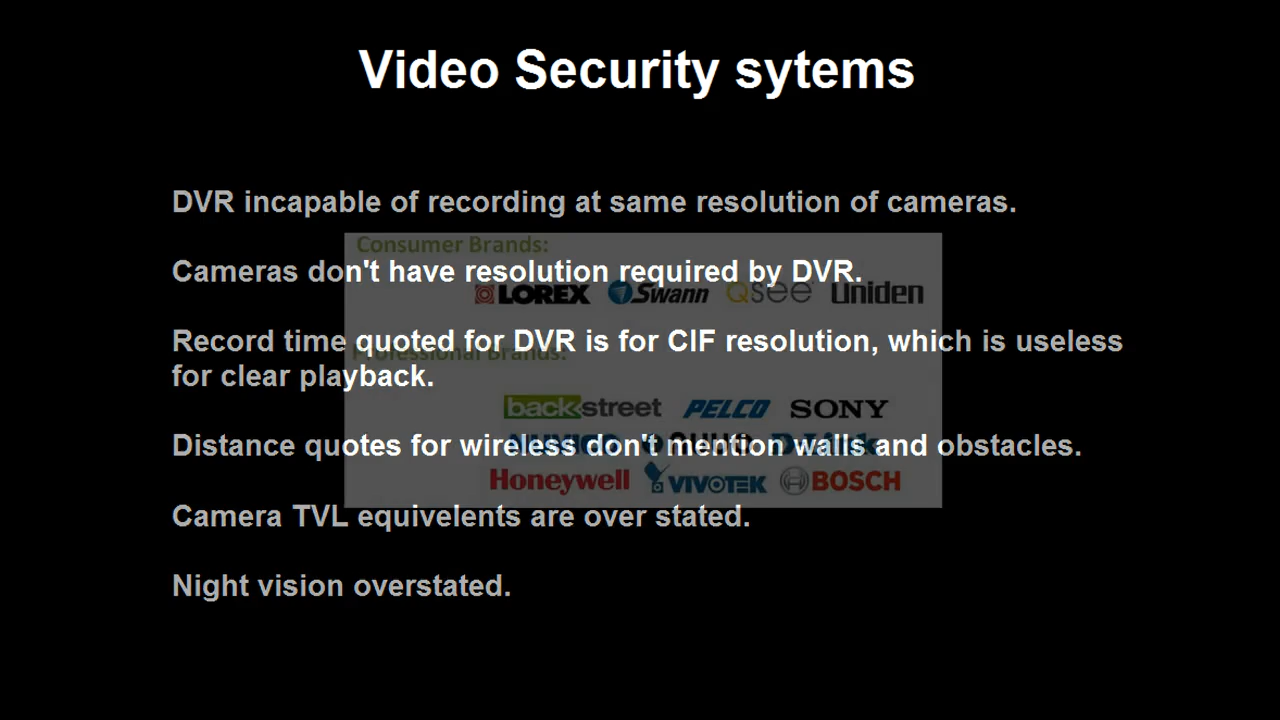 Video Security sytems
DVR incapable of recording at same resolution of cameras.
Consumer Brands:
Cameras don't have resolution required by DVR.
LOREX Swann Qsee Uniden
Record time quoted for DVR is for CIF resolution, which is useless
Professional Brands:
for clear playback.
backstreet PELCO SONY
Distance quotes for wireless don't mention walls and obstacles.
Honeywell VIVOTEK BOSCH
Camera TVL equivelents are over stated.
Night vision overstated.